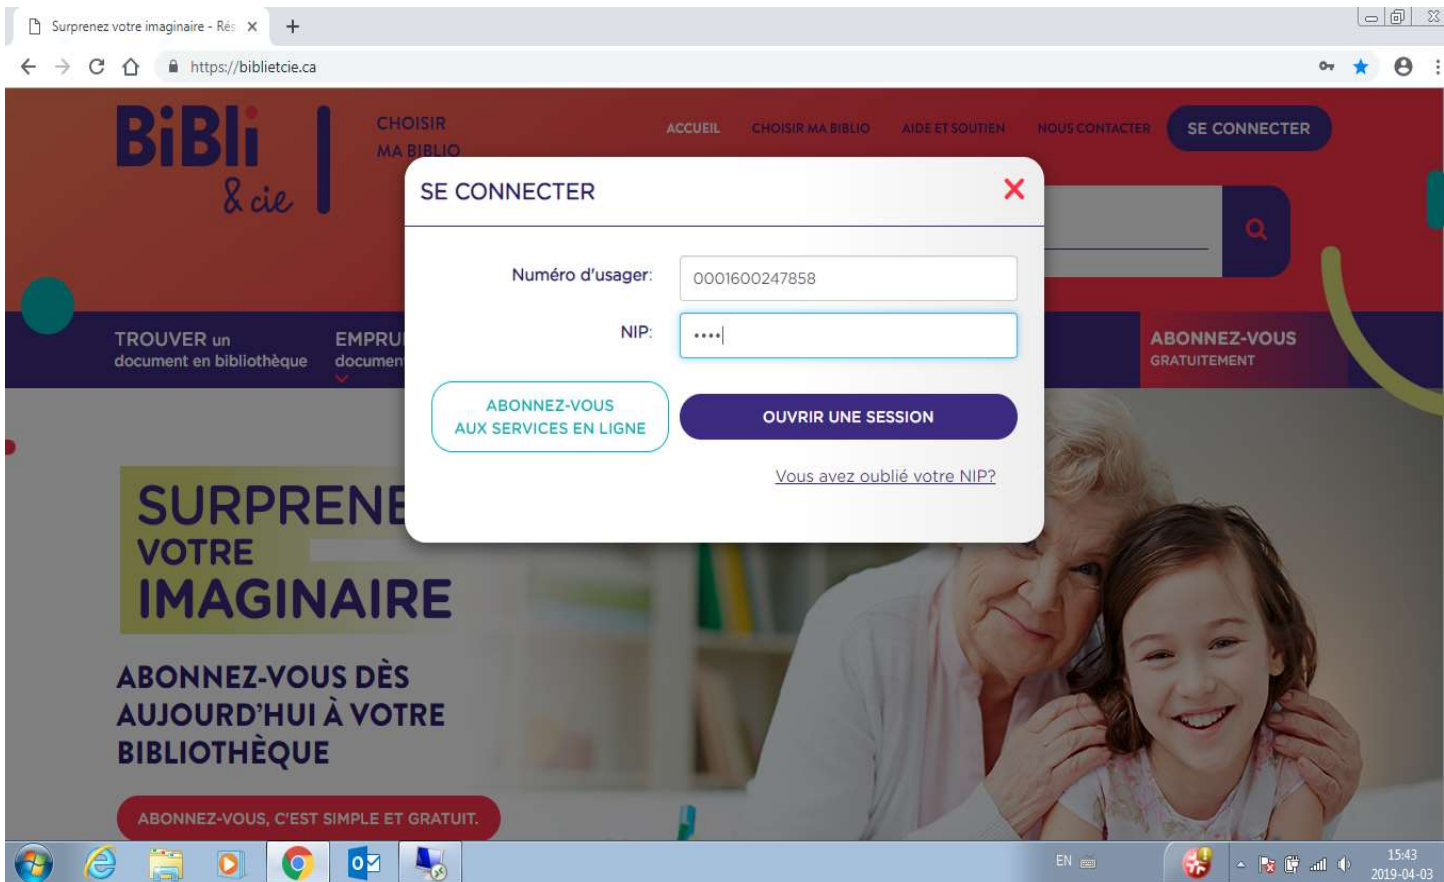 Surprenez votre imaginaire - Rés
https://biblietcie.ca
BiBli
& cie
CHOISIR
MA BIBLIO
ACCUEIL CHOISIR MA BIBLIO AIDE ET SOUTIEN NOUS CONTACTER SE CONNECTER
SE CONNECTER
Numéro d'usager: 0001600247858
NIP: ••••
TROUVER un
document en bibliothèque
ABONNEZ-VOUS
GRATUITEMENT
ABONNEZ-VOUS
AUX SERVICES EN LIGNE
OUVRIR UNE SESSION
Vous avez oublié votre NIP?
SURPRENE
VOTRE
IMAGINAIRE
ABONNEZ-VOUS DÈS
AUJOURD'HUI À VOTRE
BIBLIOTHÈQUE
ABONNEZ-VOUS, C'EST SIMPLE ET GRATUIT.
EN
15:43
2019-04-03